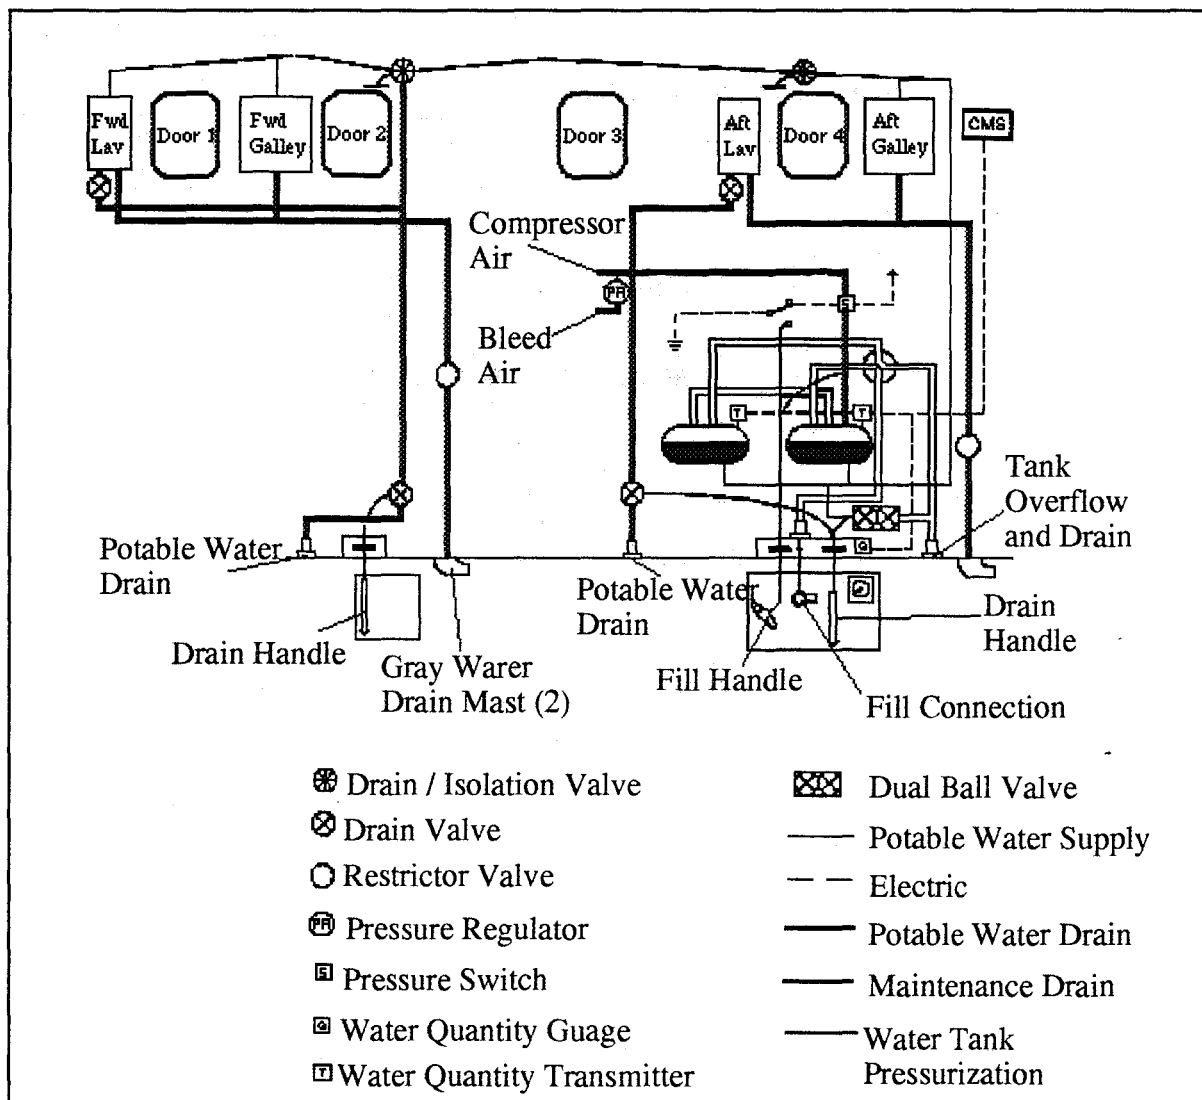 Fwd
Lav
Door 1
Fwd
Galley
Door 2
Door 3
Aft
Lav
Door 4
Aft
Galley
CMS
Compressor
Air
PR
Bleed
Air
S
T
T
Tank
Overflow
and Drain
Potable Water
Drain
Potable Water
Drain
Drain
Handle
Drain Handle
Gray Warer
Drain Mast (2)
Fill Handle
Fill Connection
Drain / Isolation Valve
Drain Valve
Restrictor Valve
PR Pressure Regulator
S Pressure Switch
Water Quantity Guage
T Water Quantity Transmitter
Dual Ball Valve
Potable Water Supply
Electric
Potable Water Drain
Maintenance Drain
Water Tank
Pressurization